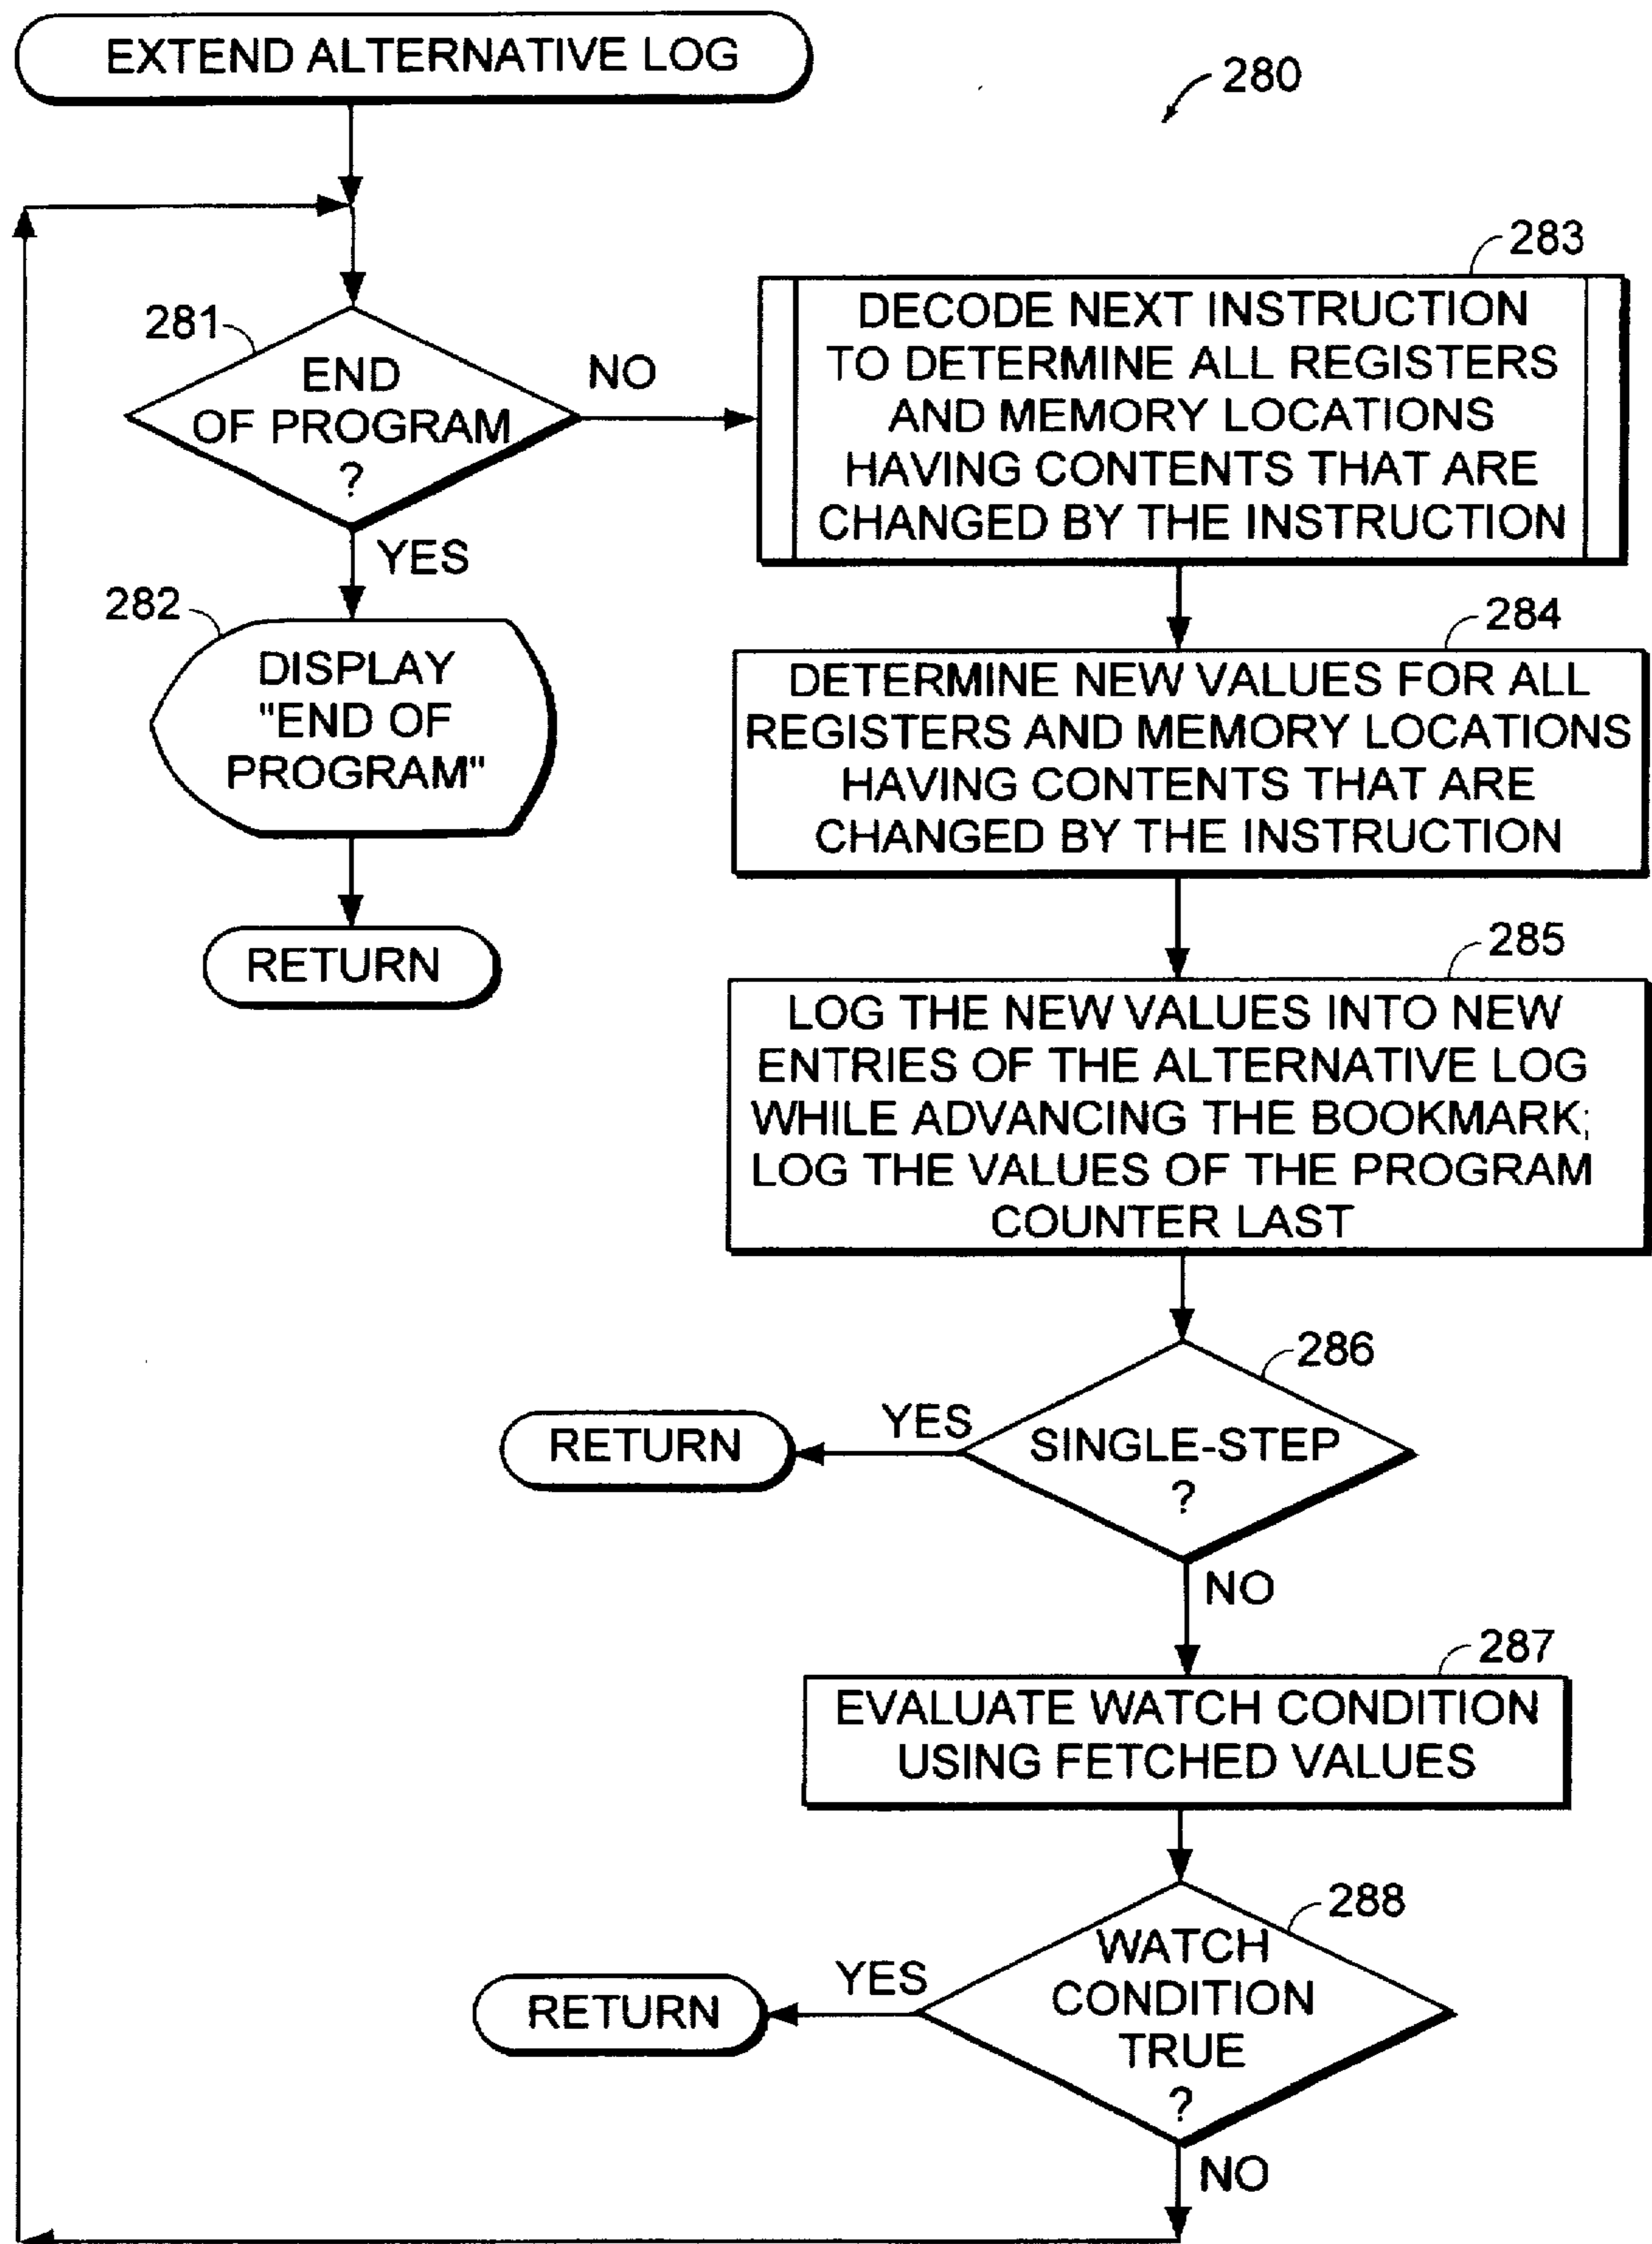 EXTEND ALTERNATIVE LOG
280
281
END
OF PROGRAM
?
NO
YES
282
DISPLAY
"END OF
PROGRAM"
RETURN
283
DECODE NEXT INSTRUCTION
TO DETERMINE ALL REGISTERS
AND MEMORY LOCATIONS
HAVING CONTENTS THAT ARE
CHANGED BY THE INSTRUCTION
284
DETERMINE NEW VALUES FOR ALL
REGISTERS AND MEMORY LOCATIONS
HAVING CONTENTS THAT ARE
CHANGED BY THE INSTRUCTION
285
LOG THE NEW VALUES INTO NEW
ENTRIES OF THE ALTERNATIVE LOG
WHILE ADVANCING THE BOOKMARK;
LOG THE VALUES OF THE PROGRAM
COUNTER LAST
286
SINGLE-STEP
?
YES
RETURN
NO
287
EVALUATE WATCH CONDITION
USING FETCHED VALUES
288
WATCH
CONDITION
TRUE
?
YES
RETURN
NO